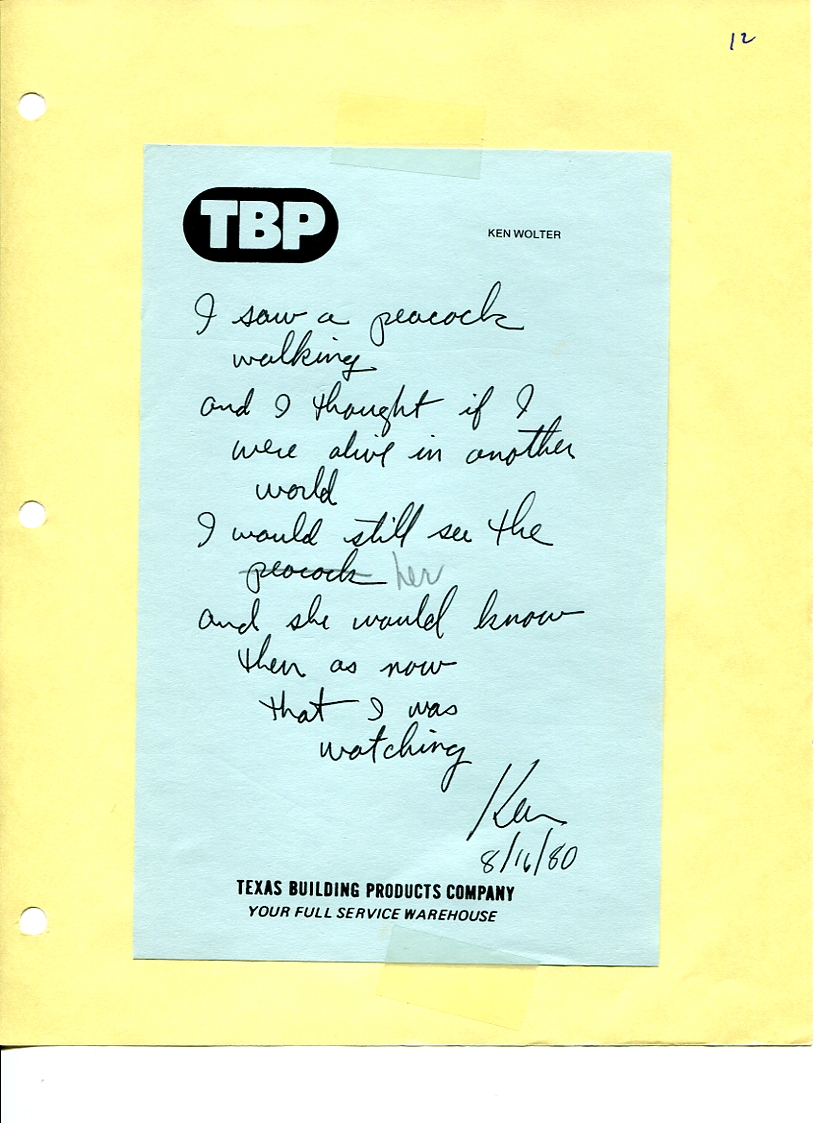 12
TBP
KEN WOLTER
I saw a peacock
walking
and I thought if I
were alive in another
world
I would still see the
peacock her
and she would know
then as now
that I was
watching
Ken
8/16/80
TEXAS BUILDING PRODUCTS COMPANY
YOUR FULL SERVICE WAREHOUSE